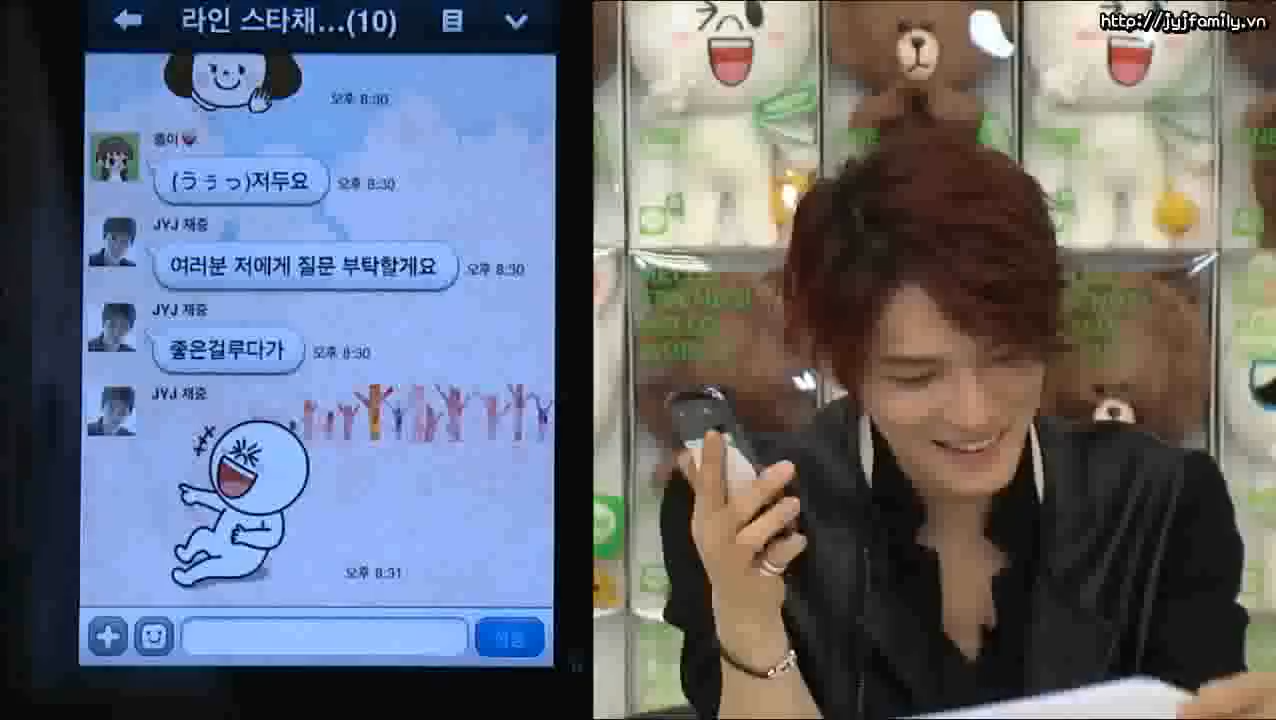 라인 스타채...(10)
http://jyjfamily.vn
오후 8:30
(うぅっ)저두요
오후 8:30
JYJ 재중
여러분 저에게 질문 부탁할게요
오후 8:30
JYJ 재중
좋은걸루다가
오후 8:30
JYJ 재중
오후 8:31